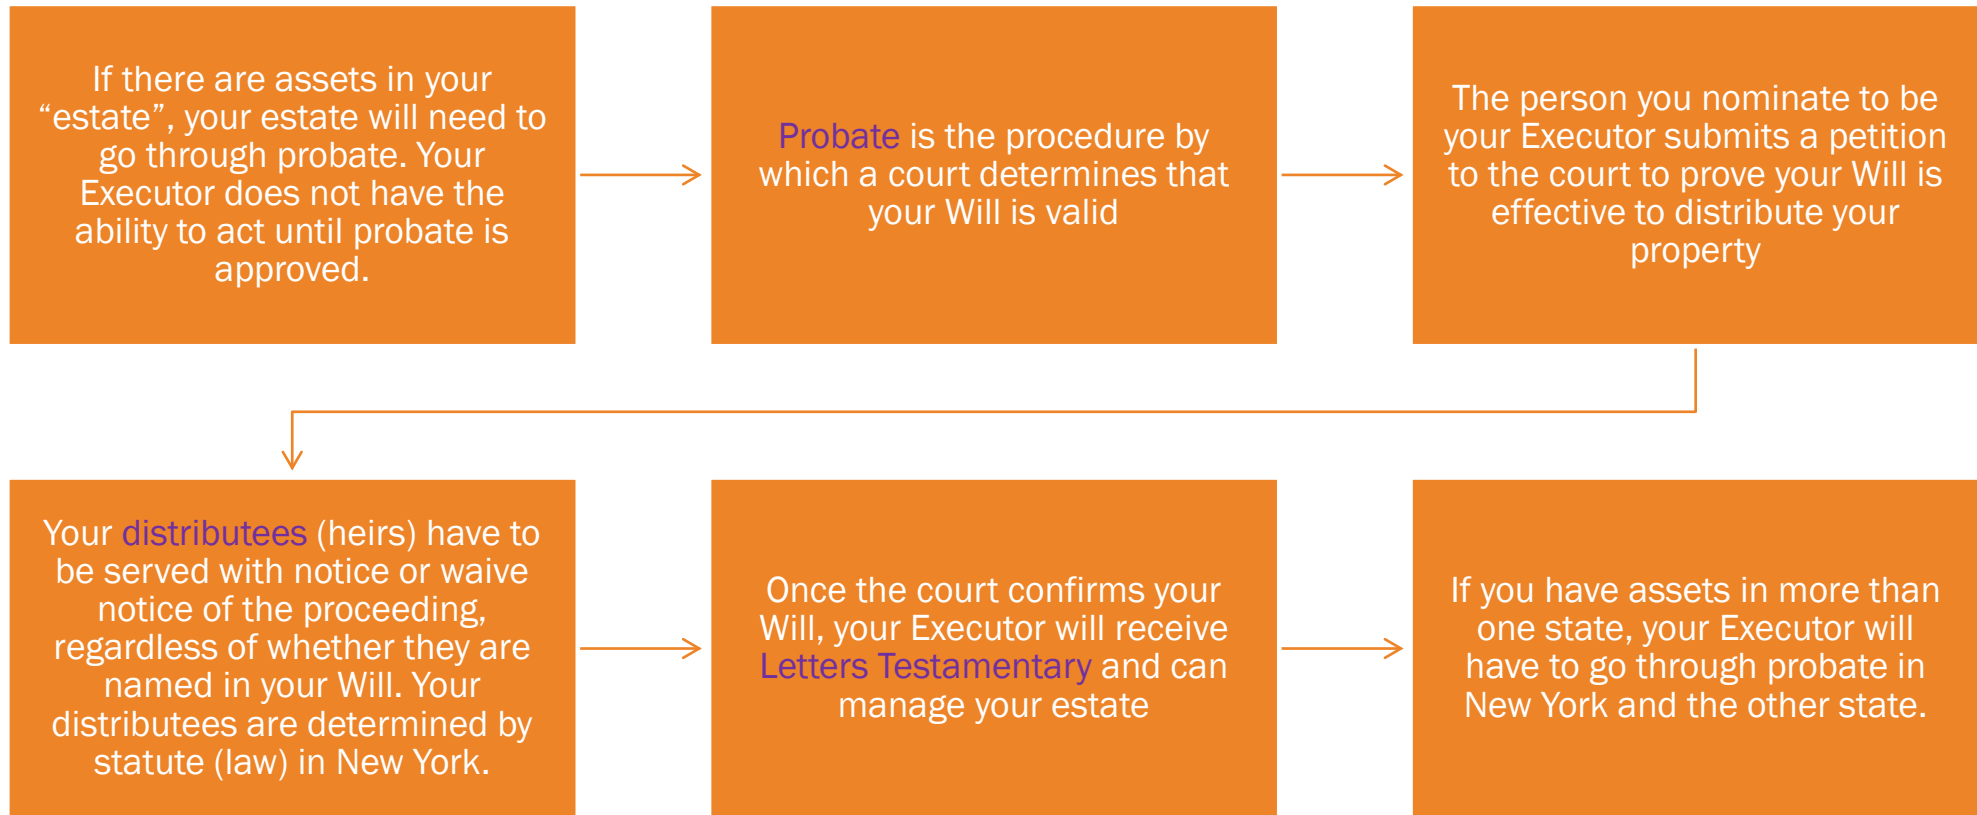 If there are assets in your
“estate”, your estate will need to
go through probate. Your
Executor does not have the
ability to act until probate is
approved.
Probate is the procedure by
which a court determines that
your Will is valid
The person you nominate to be
your Executor submits a petition
to the court to prove your Will is
effective to distribute your
property
Your distributees (heirs) have to
be served with notice or waive
notice of the proceeding,
regardless of whether they are
named in your Will. Your
distributees are determined by
statute (law) in New York.
Once the court confirms your
Will, your Executor will receive
Letters Testamentary and can
manage your estate
If you have assets in more than
one state, your Executor will
have to go through probate in
New York and the other state.